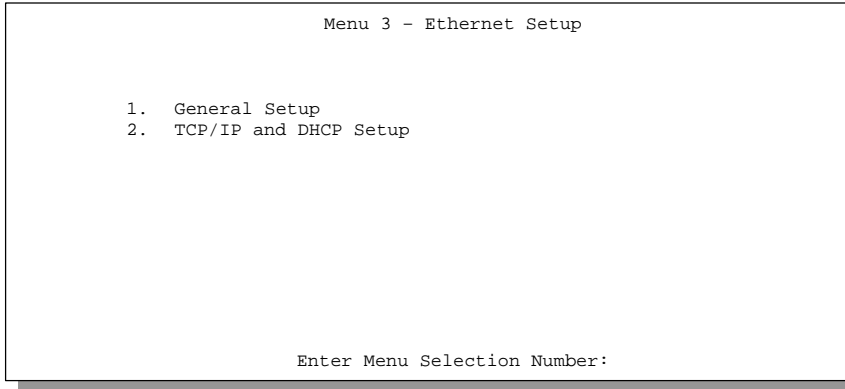 Menu 3 – Ethernet Setup
1. General Setup
2. TCP/IP and DHCP Setup
Enter Menu Selection Number: